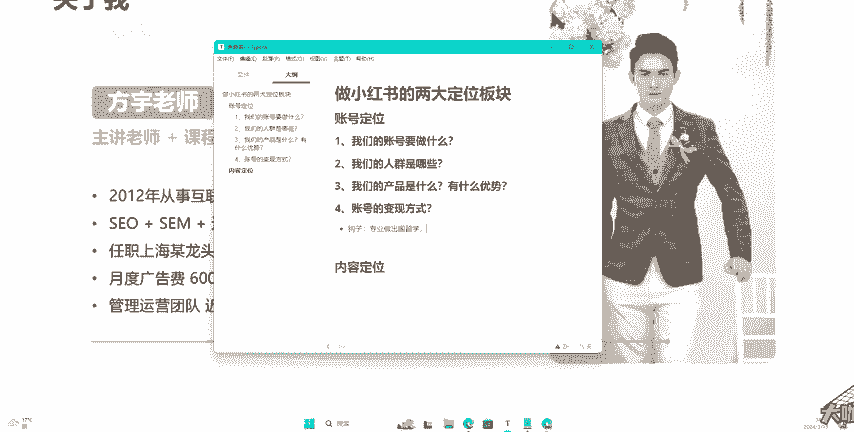 关于我
方宇老师
主讲老师 + 课程
• 2012年从事互联
• SEO + SEM +
• 任职上海某龙头
• 月度广告费 600
• 管理运营团队 近
文件(F) 编辑(E) 段落(P) 格式(O) 视图(V) 主题(T) 帮助(H)
文件 大纲
做小红书的两大定位板块
账号定位
1、我们的账号要做什么?
2、我们的人群是哪些?
3、我们的产品是什么?有什么优势?
4、账号的变现方式?
内容定位
做小红书的两大定位板块
账号定位
1、我们的账号要做什么?
2、我们的人群是哪些?
3、我们的产品是什么?有什么优势?
4、账号的变现方式?
• 例子:专业做出国留学,
内容定位
搜索
17°C
大咖